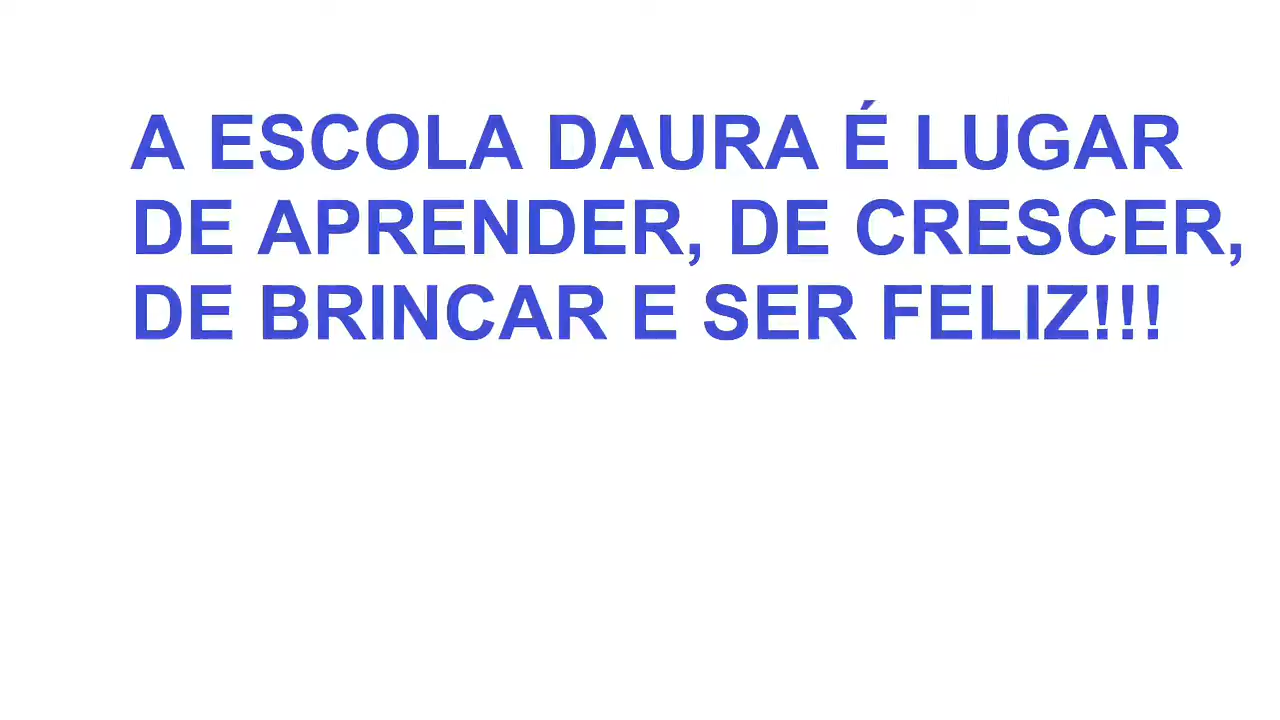 A ESCOLA DAURA É LUGAR
DE APRENDER, DE CRESCER,
DE BRINCAR E SER FELIZ!!!